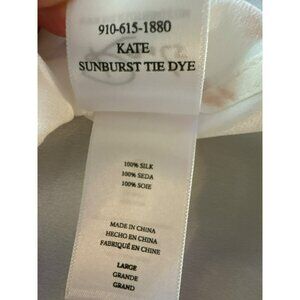 910-615-1880
KATE
SUNBURST TIE DYE
100% SILK
100% SEDA
100% SOIE
MADE IN CHINA
HECHO EN CHINA
FABRIQUÉ EN CHINE
LARGE
GRANDE
GRAND